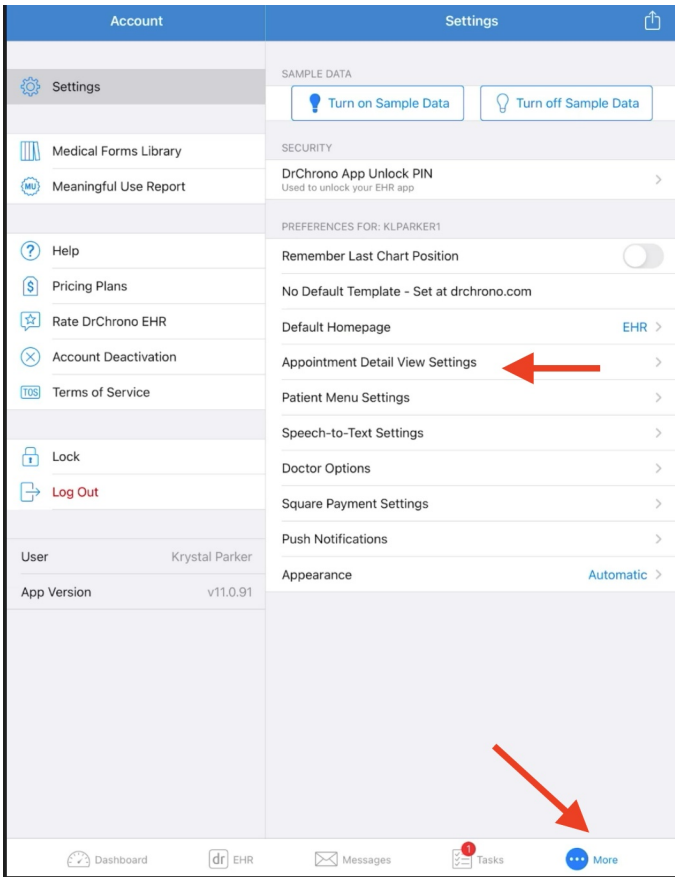 Account
Settings
Medical Forms Library
MU
Meaningful Use Report
?
Help
$
Pricing Plans
Rate DrChrono EHR
Account Deactivation
TOS
Terms of Service
Lock
Log Out
User Krystal Parker
App Version v11.0.91
Settings
SAMPLE DATA
Turn on Sample Data Turn off Sample Data
SECURITY
DrChrono App Unlock PIN
Used to unlock your EHR app
PREFERENCES FOR: KLPARKER1
Remember Last Chart Position
No Default Template - Set at drchrono.com
Default Homepage EHR
Appointment Detail View Settings
Patient Menu Settings
Speech-to-Text Settings
Doctor Options
Square Payment Settings
Push Notifications
Appearance Automatic
Dashboard dr EHR Messages 1 Tasks More